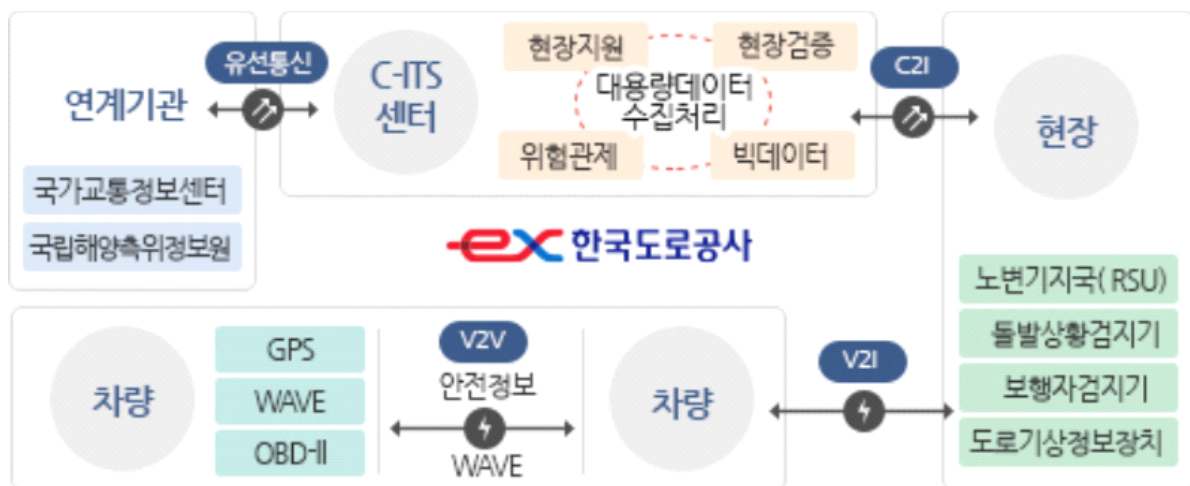 연계기관
국가교통정보센터
국립해양측위정보원
유선통신
C-ITS
센터
현장지원
현장검증
대용량데이터
수집처리
위험관제
빅데이터
C2I
현장
노변기지국( RSU)
돌발상황검지기
보행자검지기
도로기상정보장치
ex 한국도로공사
차량
GPS
WAVE
OBD-II
V2V
안전정보
WAVE
차량
V2I